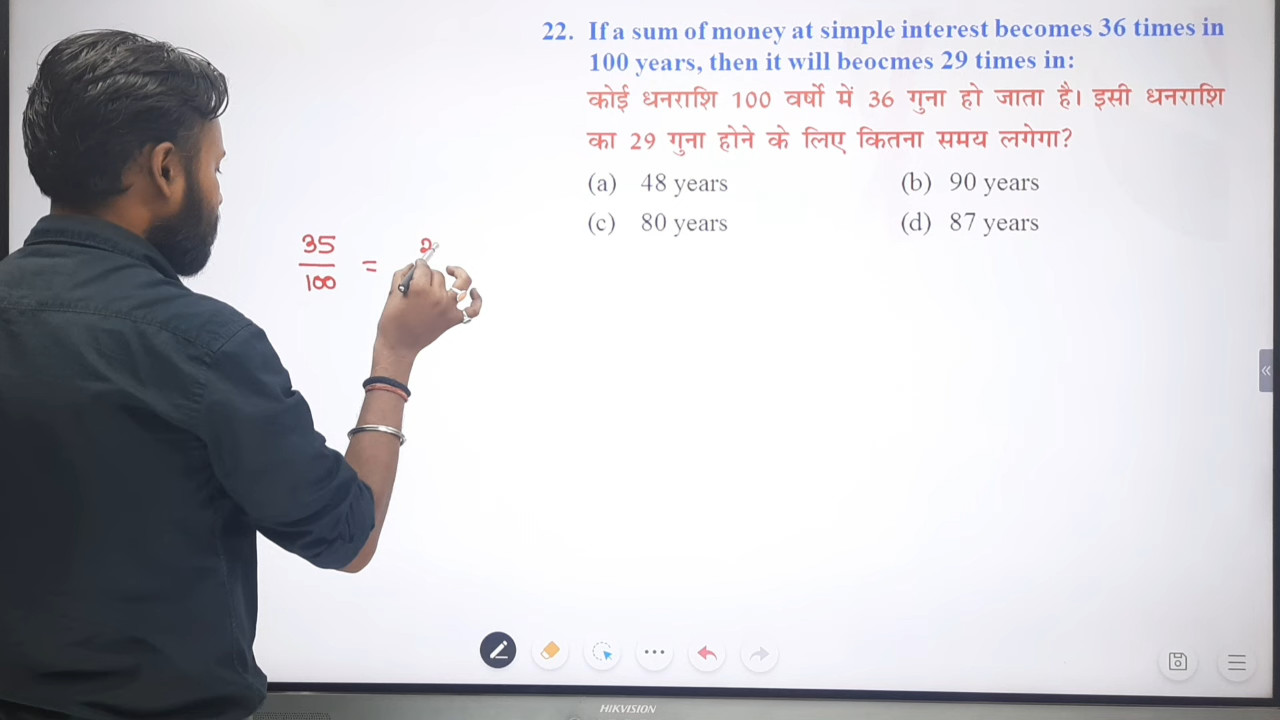 22. If a sum of money at simple interest becomes 36 times in
100 years, then it will beocmes 29 times in:
कोई धनराशि 100 वर्षो में 36 गुना हो जाता है। इसी धनराशि
का 29 गुना होने के लिए कितना समय लगेगा?
(a) 48 years (b) 90 years
(c) 80 years (d) 87 years
35
100
= 2
HIKVISION